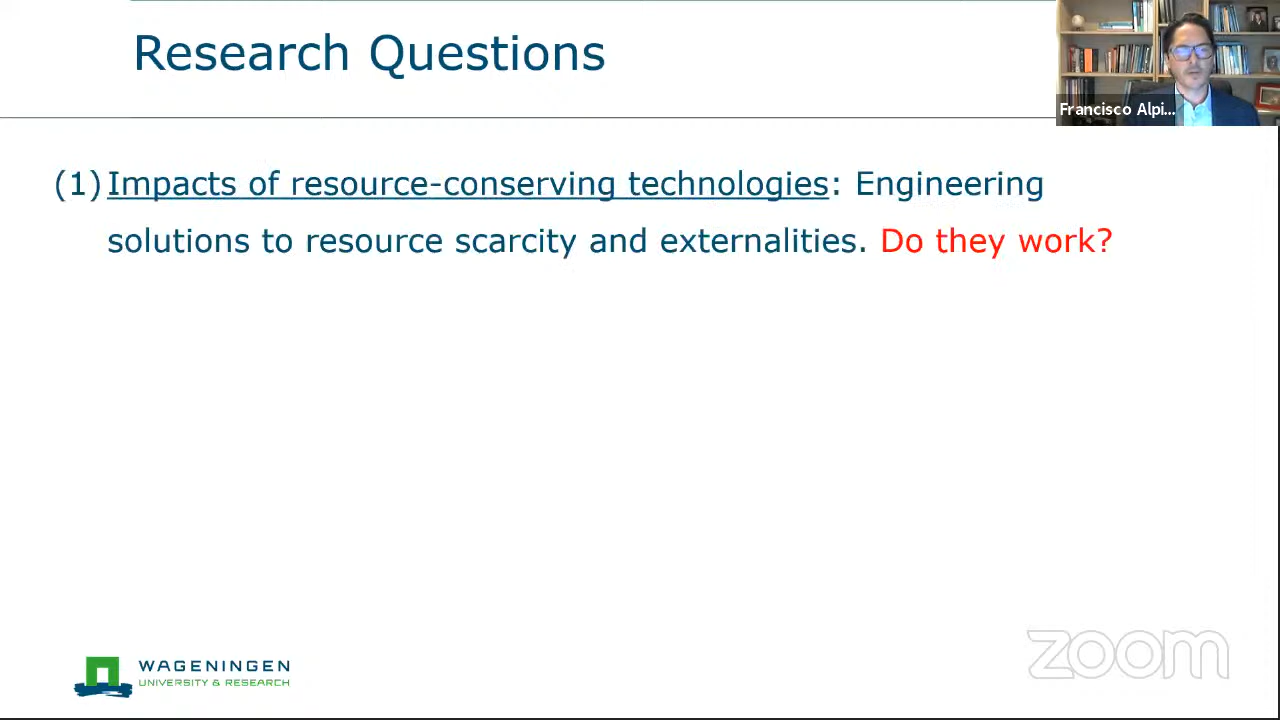 Research Questions
Francisco Alpi...
(1) Impacts of resource-conserving technologies: Engineering
solutions to resource scarcity and externalities. Do they work?
WAGENINGEN
UNIVERSITY & RESEARCH
zoom